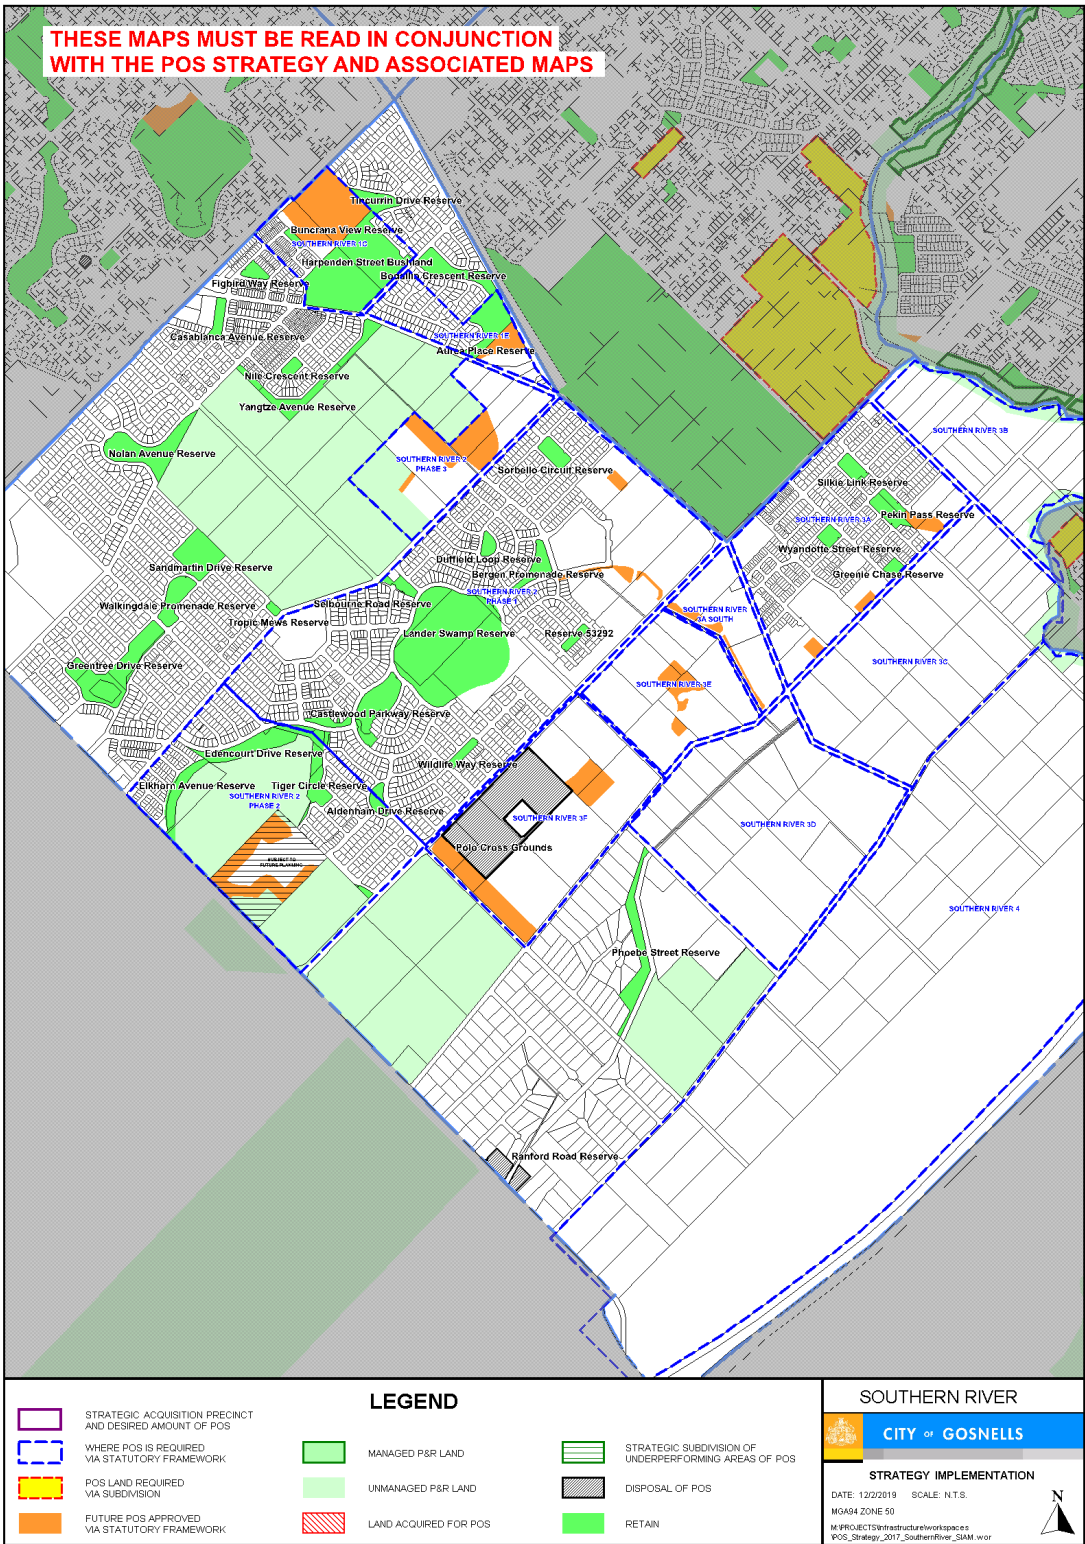 THESE MAPS MUST BE READ IN CONJUNCTION
WITH THE POS STRATEGY AND ASSOCIATED MAPS
Tincurrin Drive Reserve
Buncrana View Reserve
SOUTHERN RIVER 1C
Harpenden Street Bushland
Boullie Crescent Reserve
Figbird Way Reserve
Casablanca Avenue Reserve
SOUTHERN RIVER 1E
Aurea Place Reserve
Nile Crescent Reserve
Yangtze Avenue Reserve
SOUTHERN RIVER 3B
Nolan Avenue Reserve
SOUTHERN RIVER 2
PHASE 3
Sorbello Circuit Reserve
Silkie Link Reserve
Pekin Pass Reserve
SOUTHERN RIVER 3A
Wyandotte Street Reserve
Duffield Loop Reserve
Sandmartin Drive Reserve
Bergen Promenade Reserve
Greenie Chase Reserve
SOUTHERN RIVER 2
PHASE 1
Walkingdale Promenade Reserve
Selbourne Road Reserve
SOUTHERN RIVER
3A SOUTH
Tropic Mews Reserve
Lander Swamp Reserve
Reserve 53292
Greentree Drive Reserve
SOUTHERN RIVER 3C
SOUTHERN RIVER 3E
Castlewood Parkway Reserve
Edencourt Drive Reserve
Wildlife Way Reserve
Elkhorn Avenue Reserve
Tiger Circle Reserve
SOUTHERN RIVER 2
PHASE 2
Aldenham Drive Reserve
SOUTHERN RIVER 3F
SOUTHERN RIVER 3D
Polo Cross Grounds
SUBJECT TO
FUTURE PLANNING
SOUTHERN RIVER 4
Phoebe Street Reserve
Ranford Road Reserve
LEGEND
STRATEGIC ACQUISITION PRECINCT
AND DESIRED AMOUNT OF POS
WHERE POS IS REQUIRED
VIA STATUTORY FRAMEWORK
POS LAND REQUIRED
VIA SUBDIVISION
FUTURE POS APPROVED
VIA STATUTORY FRAMEWORK
MANAGED P&R LAND
UNMANAGED P&R LAND
LAND ACQUIRED FOR POS
STRATEGIC SUBDIVISION OF
UNDERPERFORMING AREAS OF POS
DISPOSAL OF POS
RETAIN
SOUTHERN RIVER
CITY OF GOSNELLS
STRATEGY IMPLEMENTATION
DATE: 12/2/2019 SCALE: N.T.S.
MGA94 ZONE 50
N
M:\PROJECTS\Infrastructure\workspaces
\POS_Strategy_2017_SouthernRiver_SIAM.wor